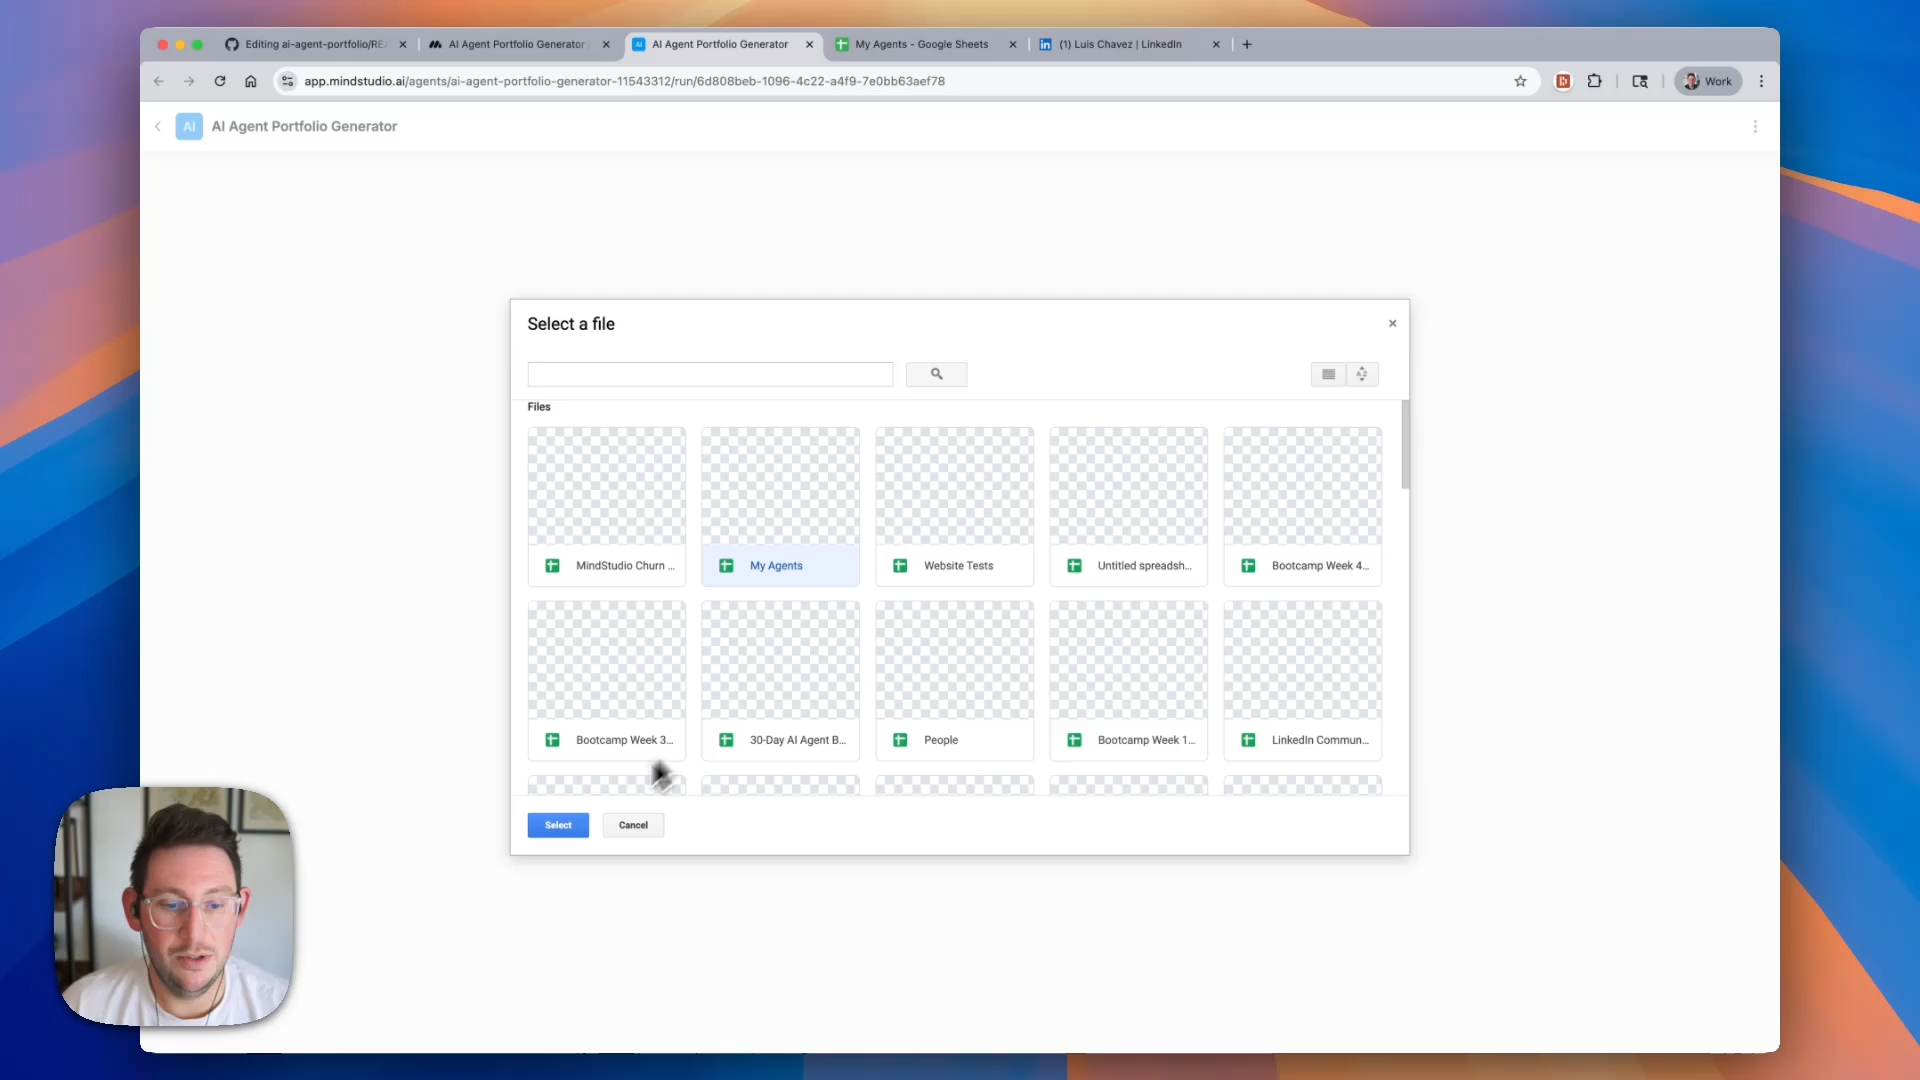 Editing ai-agent-portfolio/RE
AI Agent Portfolio Generator
AI AI Agent Portfolio Generator
My Agents - Google Sheets
in (1) Luis Chavez | LinkedIn
app.mindstudio.ai/agents/ai-agent-portfolio-generator-11543312/run/6d808beb-1096-4c22-a4f9-7e0bb63aef78
Work
AI AI Agent Portfolio Generator
Select a file
Files
MindStudio Churn ...
My Agents
Website Tests
Untitled spreadsh...
Bootcamp Week 4...
Bootcamp Week 3...
30-Day AI Agent B...
People
Bootcamp Week 1...
LinkedIn Commun...
Select
Cancel